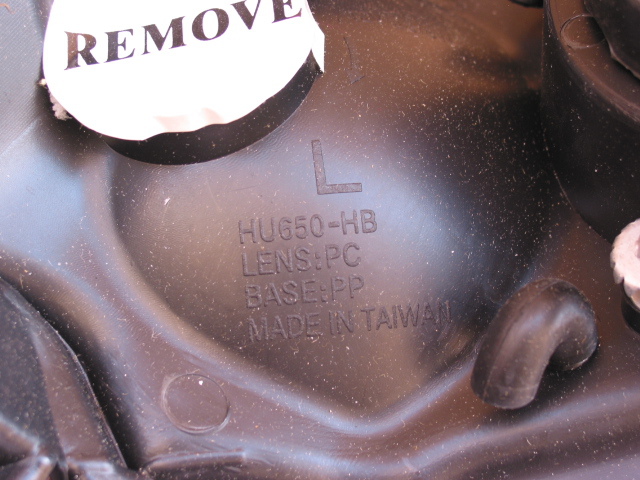 REMOVE
L
HU650-HB
LENS:PC
BASE:PP
MADE IN TAIWAN